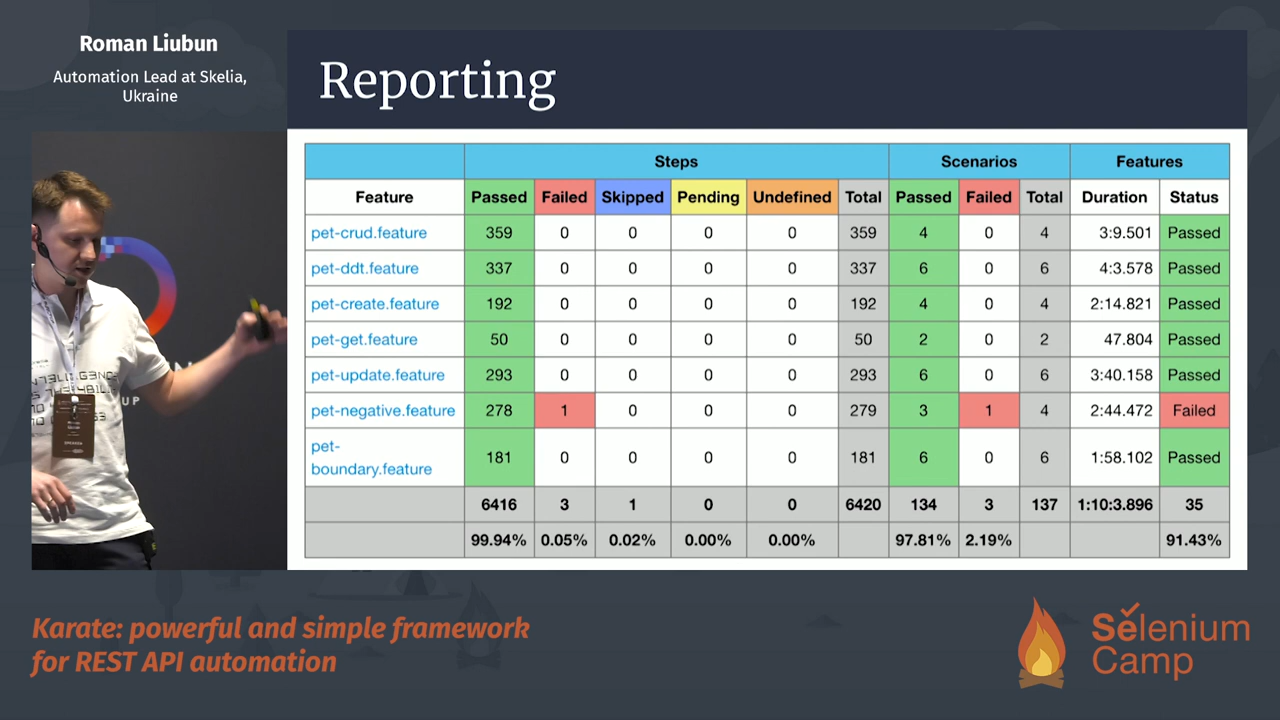 Roman Liubun
Automation Lead at Skelia,
Ukraine
Reporting
Steps Scenarios Features
Feature Passed Failed Skipped Pending Undefined Total Passed Failed Total Duration Status
pet-crud.feature 359 0 0 0 0 359 4 0 4 3:9.501 Passed
pet-ddt.feature 337 0 0 0 0 337 6 0 6 4:3.578 Passed
pet-create.feature 192 0 0 0 0 192 4 0 4 2:14.821 Passed
pet-get.feature 50 0 0 0 0 50 2 0 2 47.804 Passed
pet-update.feature 293 0 0 0 0 293 6 0 6 3:40.158 Passed
pet-negative.feature 278 1 0 0 0 279 3 1 4 2:44.472 Failed
pet-
boundary.feature 181 0 0 0 0 181 6 0 6 1:58.102 Passed
6416 3 1 0 0 6420 134 3 137 1:10:3.896 35
99.94% 0.05% 0.02% 0.00% 0.00% 97.81% 2.19% 91.43%
UP
Karate: powerful and simple framework
for REST API automation
Selenium
Camp